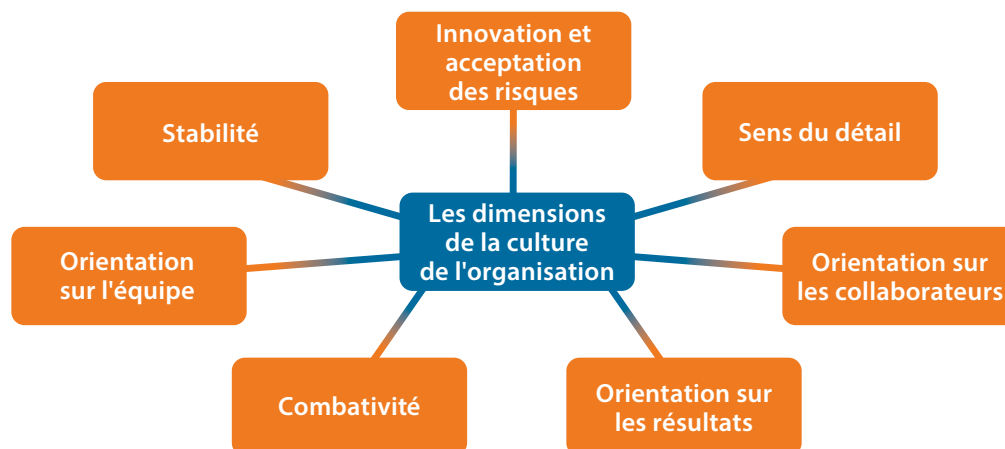 Innovation et
acceptation
des risques
Stabilité
Sens du détail
Les dimensions
de la culture
de l'organisation
Orientation
sur l'équipe
Orientation sur
les collaborateurs
Combativité
Orientation sur
les résultats